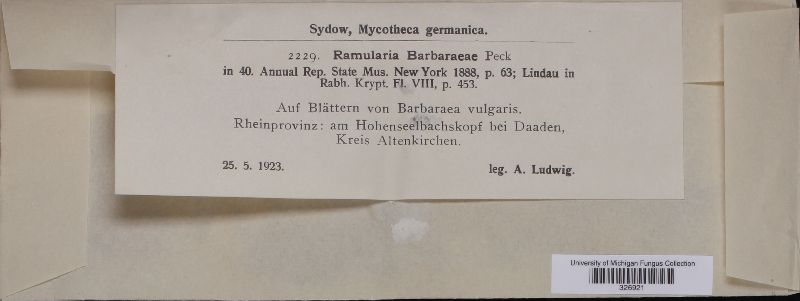 Sydow, Mycotheca germanica.
2229. Ramularia Barbaraeae Peck
in 40. Annual Rep. State Mus. New York 1888, p. 63; Lindau in
Rabh. Krypt. Fl. VIII, p. 453.
Auf Blättern von Barbaraea vulgaris.
Rheinprovinz: am Hohenseelbachskopf bei Daaden,
Kreis Altenkirchen.
25. 5. 1923. leg. A. Ludwig.
University of Michigan Fungus Collection
326921